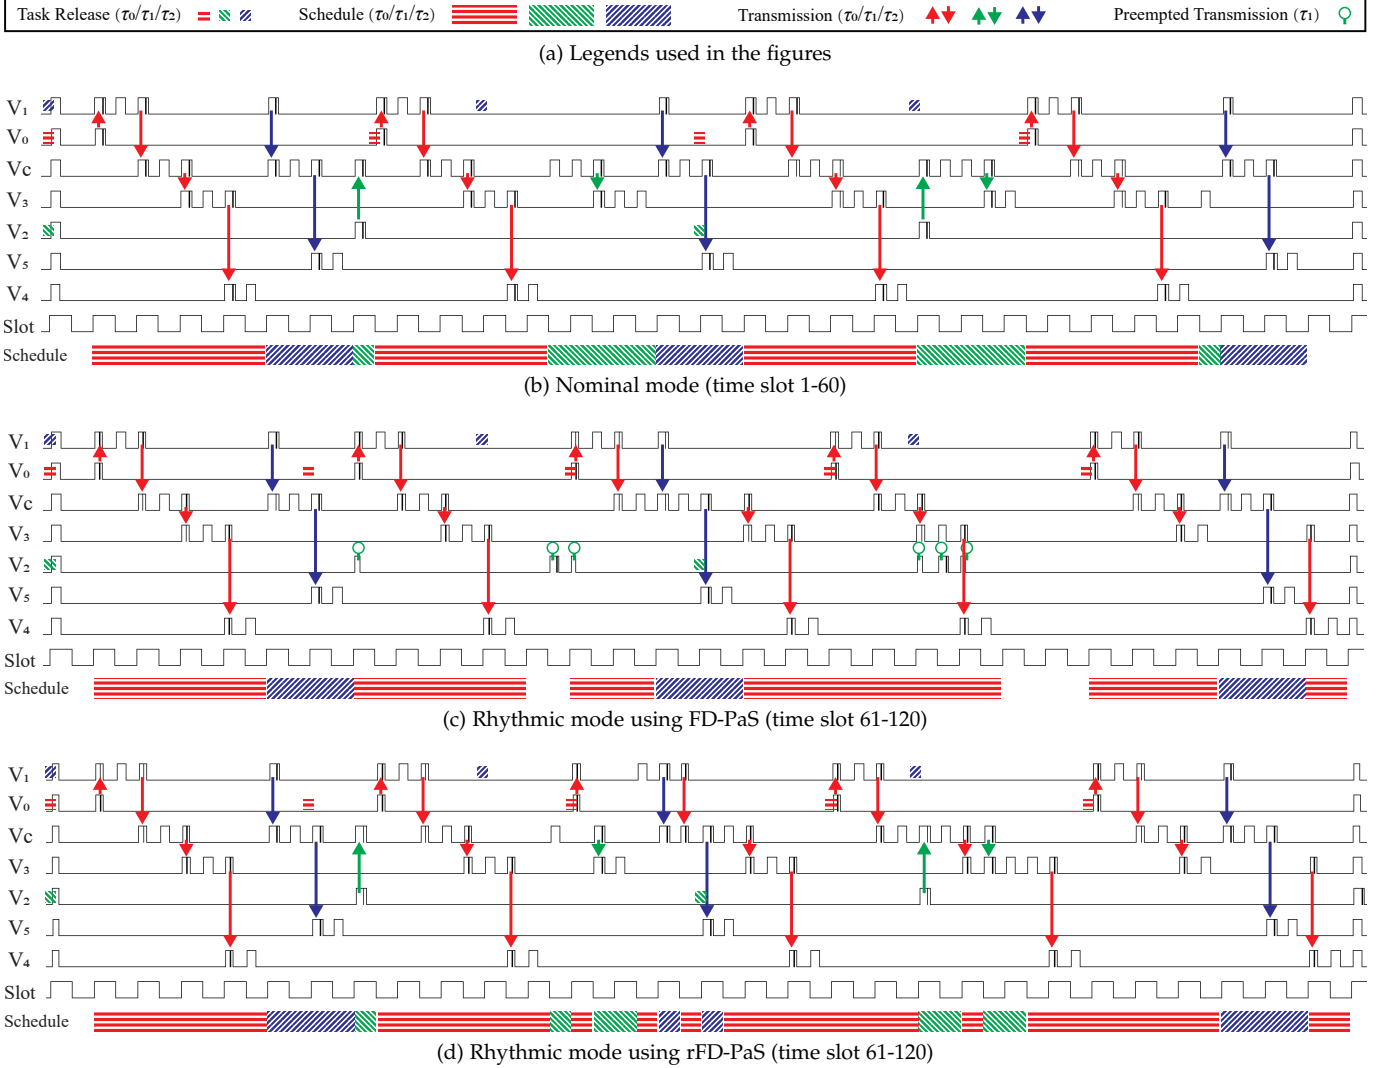 Task Release (τ₀/τ₁/τ₂) Schedule (τ₀/τ₁/τ₂) Transmission (τ₀/τ₁/τ₂) Preempted Transmission (τ₁)
(a) Legends used in the figures
V₁
V₀
Vc
V₃
V₂
V₅
V₄
Slot
Schedule
(b) Nominal mode (time slot 1-60)
V₁
V₀
Vc
V₃
V₂
V₅
V₄
Slot
Schedule
(c) Rhythmic mode using FD-PaS (time slot 61-120)
V₁
V₀
Vc
V₃
V₂
V₅
V₄
Slot
Schedule
(d) Rhythmic mode using rFD-PaS (time slot 61-120)